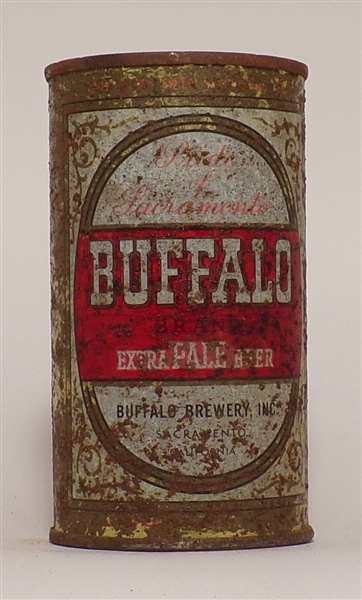 Pride
of
Sacramento
BUFFALO
BRAND
EXTRA PALE BEER
BUFFALO BREWERY, INC.
SACRAMENTO
CALIFORNIA